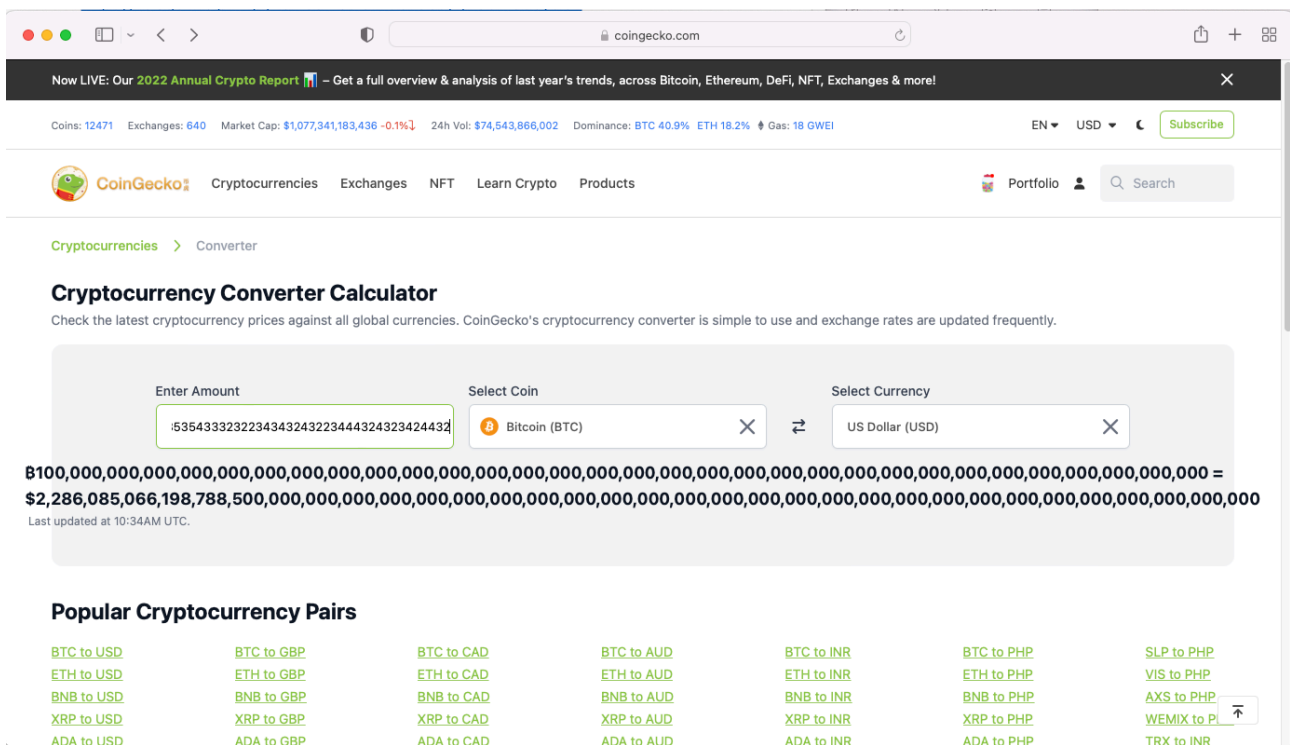 coingecko.com
Now LIVE: Our 2022 Annual Crypto Report 📊 – Get a full overview & analysis of last year's trends, across Bitcoin, Ethereum, DeFi, NFT, Exchanges & more!
Coins: 12471 Exchanges: 640 Market Cap: $1,077,341,183,436 -0.1% 24h Vol: $74,543,866,002 Dominance: BTC 40.9% ETH 18.2% Gas: 18 GWEI EN USD Subscribe
CoinGecko Cryptocurrencies Exchanges NFT Learn Crypto Products Portfolio Search
Cryptocurrencies > Converter
Cryptocurrency Converter Calculator
Check the latest cryptocurrency prices against all global currencies. CoinGecko's cryptocurrency converter is simple to use and exchange rates are updated frequently.
Enter Amount Select Coin Select Currency
Bitcoin (BTC) US Dollar (USD)
฿100,000,000,000,000,000,000,000,000,000,000,000,000,000,000,000,000,000,000,000,000,000,000,000,000,000,000,000,000,000,000,000,000 =
$2,286,085,066,198,788,500,000,000,000,000,000,000,000,000,000,000,000,000,000,000,000,000,000,000,000,000,000,000,000,000,000,000,000
Last updated at 10:34AM UTC.
Popular Cryptocurrency Pairs
BTC to USD BTC to GBP BTC to CAD BTC to AUD BTC to INR BTC to PHP SLP to PHP
ETH to USD ETH to GBP ETH to CAD ETH to AUD ETH to INR ETH to PHP VIS to PHP
BNB to USD BNB to GBP BNB to CAD BNB to AUD BNB to INR BNB to PHP AXS to PHP
XRP to USD XRP to GBP XRP to CAD XRP to AUD XRP to INR XRP to PHP WEMIX to
ADA to USD ADA to GBP ADA to CAD ADA to AUD ADA to INR ADA to PHP TRX to INR